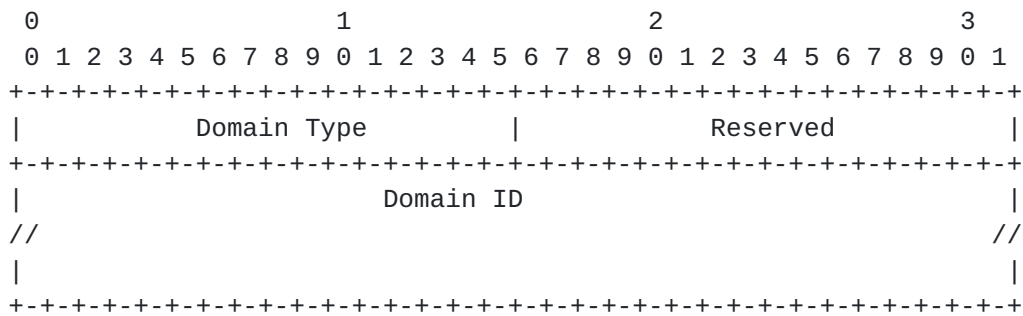 0                   1                   2                   3
 0 1 2 3 4 5 6 7 8 9 0 1 2 3 4 5 6 7 8 9 0 1 2 3 4 5 6 7 8 9 0 1
+-+-+-+-+-+-+-+-+-+-+-+-+-+-+-+-+-+-+-+-+-+-+-+-+-+-+-+-+-+-+-+-+
|           Domain Type         |            Reserved           |
+-+-+-+-+-+-+-+-+-+-+-+-+-+-+-+-+-+-+-+-+-+-+-+-+-+-+-+-+-+-+-+-+
|                       Domain ID                               |
//                                                             //
|                                                               |
+-+-+-+-+-+-+-+-+-+-+-+-+-+-+-+-+-+-+-+-+-+-+-+-+-+-+-+-+-+-+-+-+